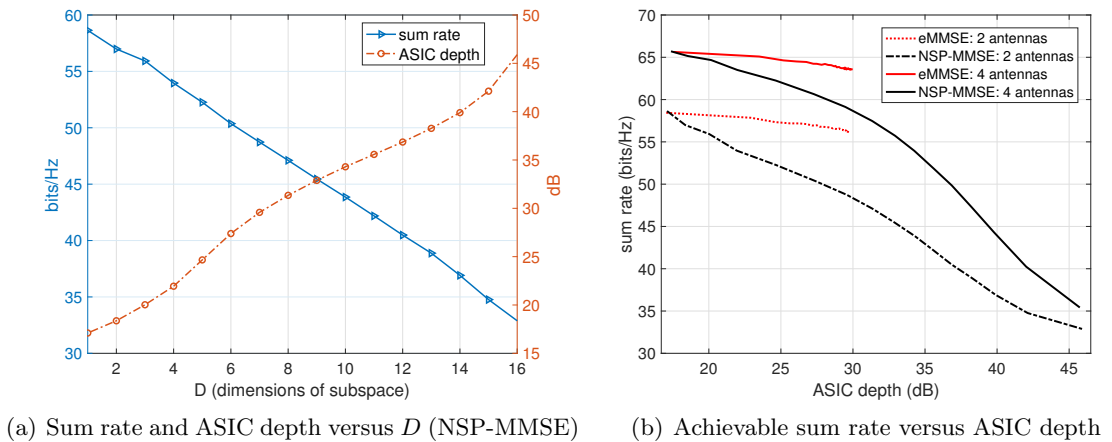 60
55
50
45
40
35
30
bits/Hz
sum rate
ASIC depth
50
45
40
35
30
25
20
15
dB
2 4 6 8 10 12 14 16
D (dimensions of subspace)
(a) Sum rate and ASIC depth versus D (NSP-MMSE)
70
65
60
55
50
45
40
35
30
sum rate (bits/Hz)
eMMSE: 2 antennas
NSP-MMSE: 2 antennas
eMMSE: 4 antennas
NSP-MMSE: 4 antennas
20 25 30 35 40 45
ASIC depth (dB)
(b) Achievable sum rate versus ASIC depth